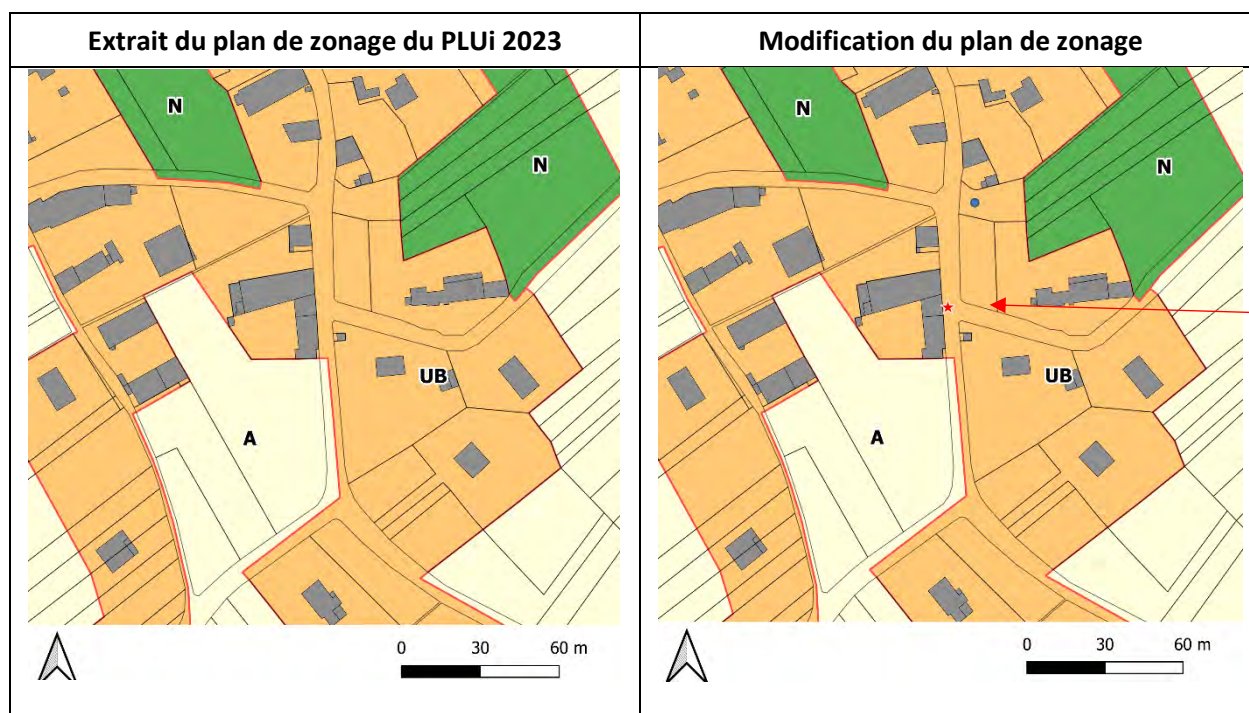 Extrait du plan de zonage du PLUi 2023
Modification du plan de zonage
N
N
UB
A
0 30 60 m
N
N
UB
A
0 30 60 m